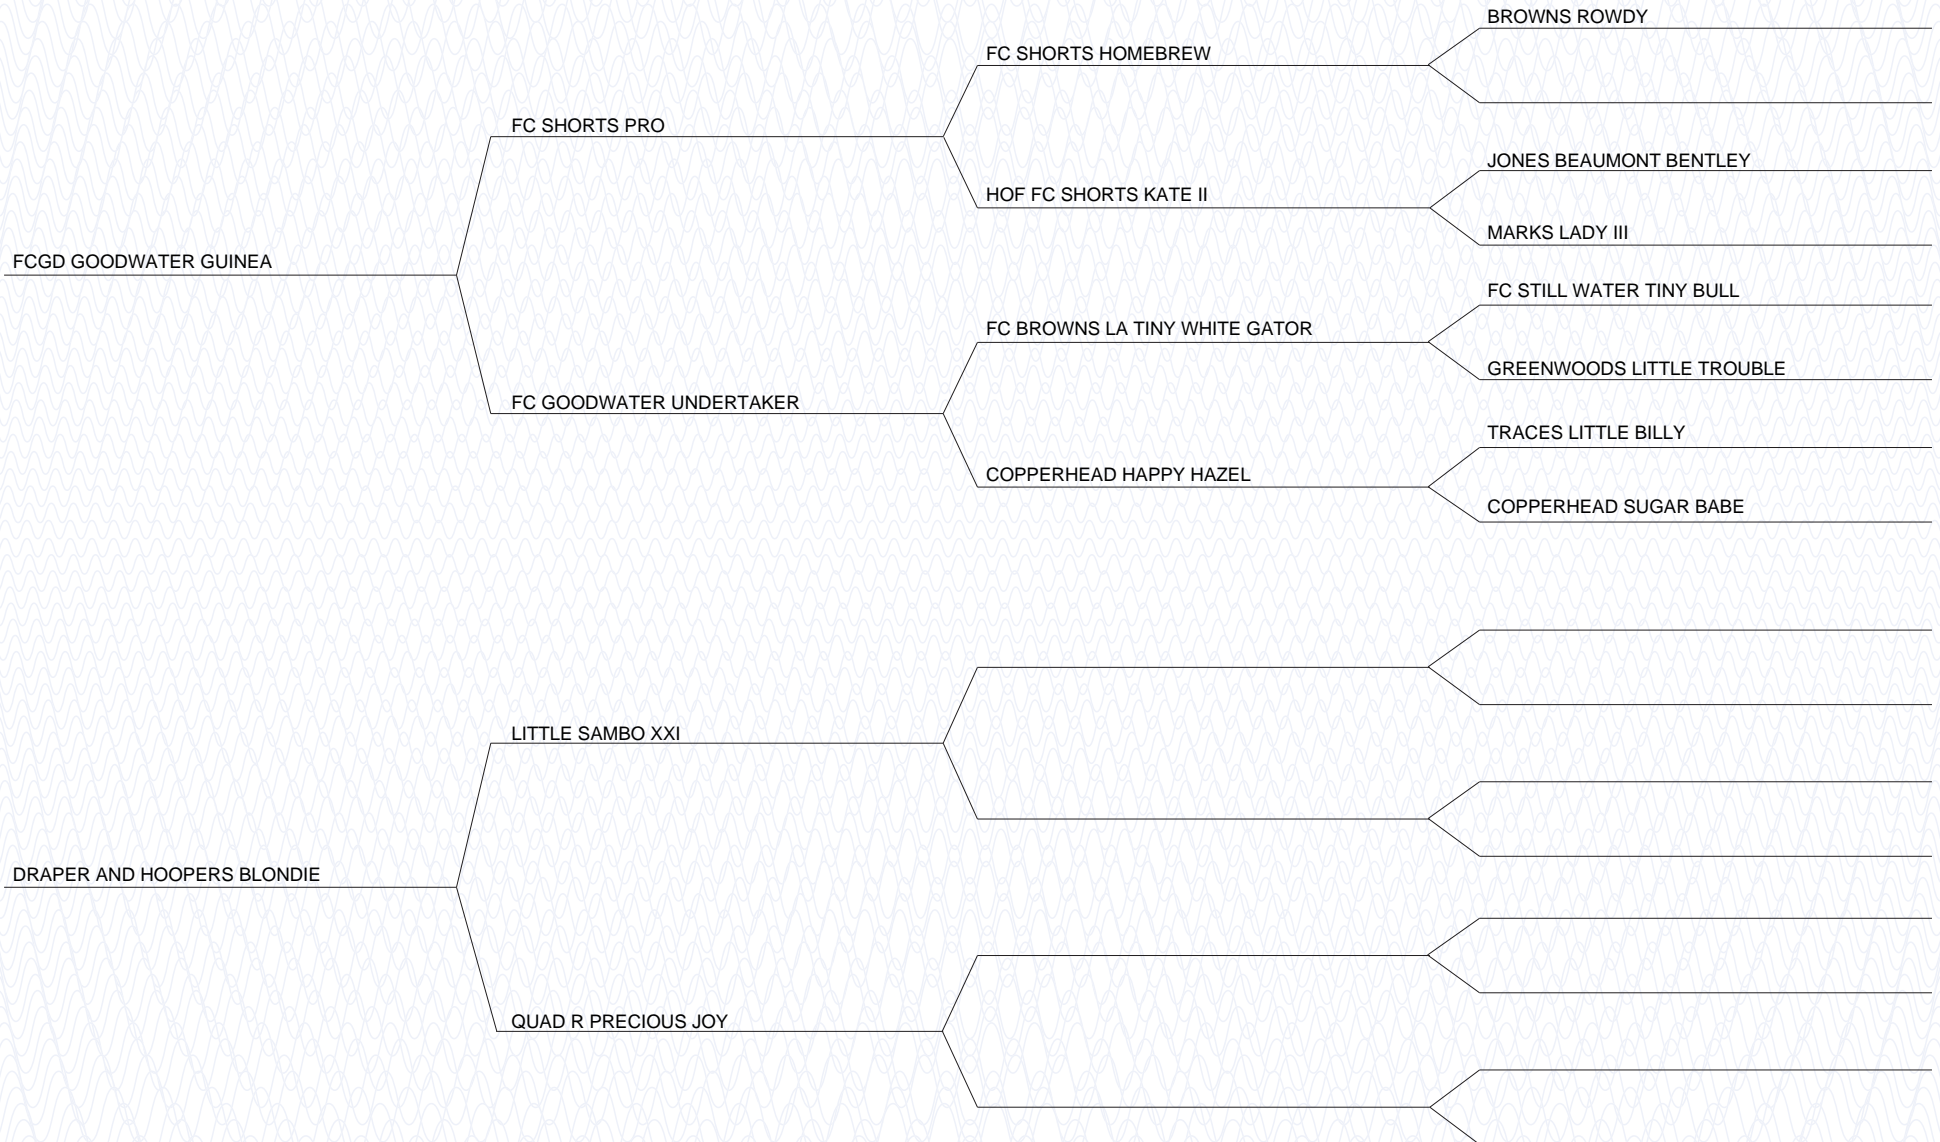 BROWNS ROWDY
FC SHORTS HOMEBREW
FC SHORTS PRO
JONES BEAUMONT BENTLEY
HOF FC SHORTS KATE II
MARKS LADY III
FCGD GOODWATER GUINEA
FC STILL WATER TINY BULL
FC BROWNS LA TINY WHITE GATOR
GREENWOODS LITTLE TROUBLE
FC GOODWATER UNDERTAKER
TRACES LITTLE BILLY
COPPERHEAD HAPPY HAZEL
COPPERHEAD SUGAR BABE
LITTLE SAMBO XXI
DRAPER AND HOOPERS BLONDIE
QUAD R PRECIOUS JOY